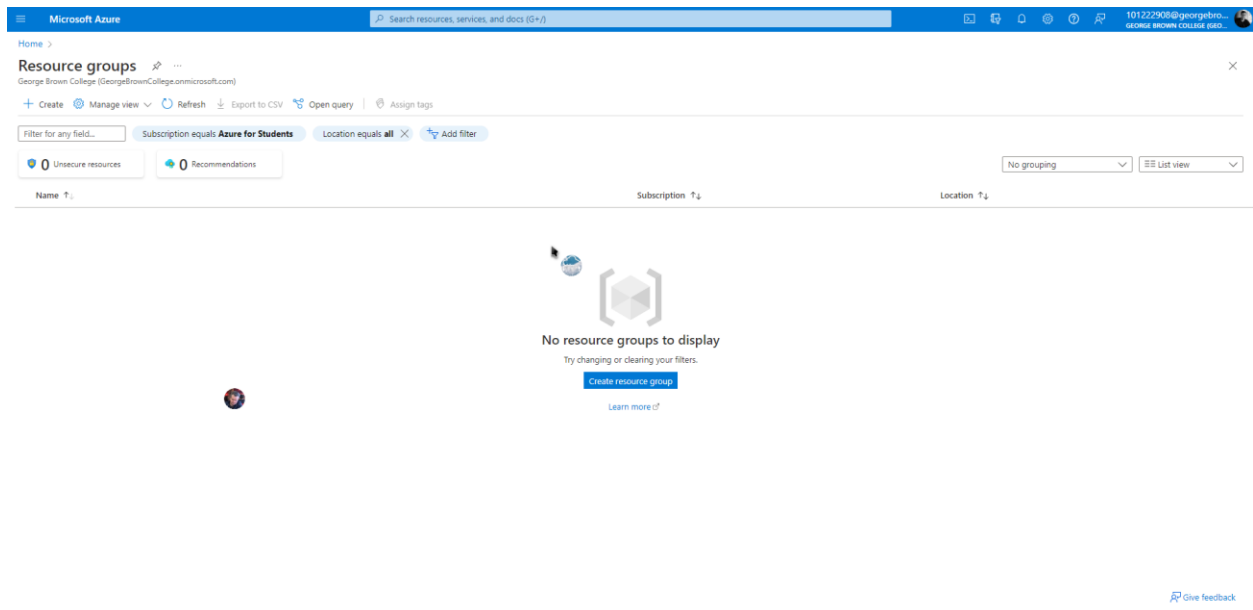 Microsoft Azure
Search resources, services, and docs (G+/)
101222908@georgebro...
GEORGE BROWN COLLEGE (GEO...
Home >
Resource groups
George Brown College (GeorgeBrownCollege.onmicrosoft.com)
+ Create Manage view Refresh Export to CSV Open query Assign tags
Filter for any field... Subscription equals Azure for Students Location equals all Add filter
0 Unsecure resources 0 Recommendations No grouping List view
Name Subscription Location
No resource groups to display
Try changing or clearing your filters.
Create resource group
Learn more
Give feedback